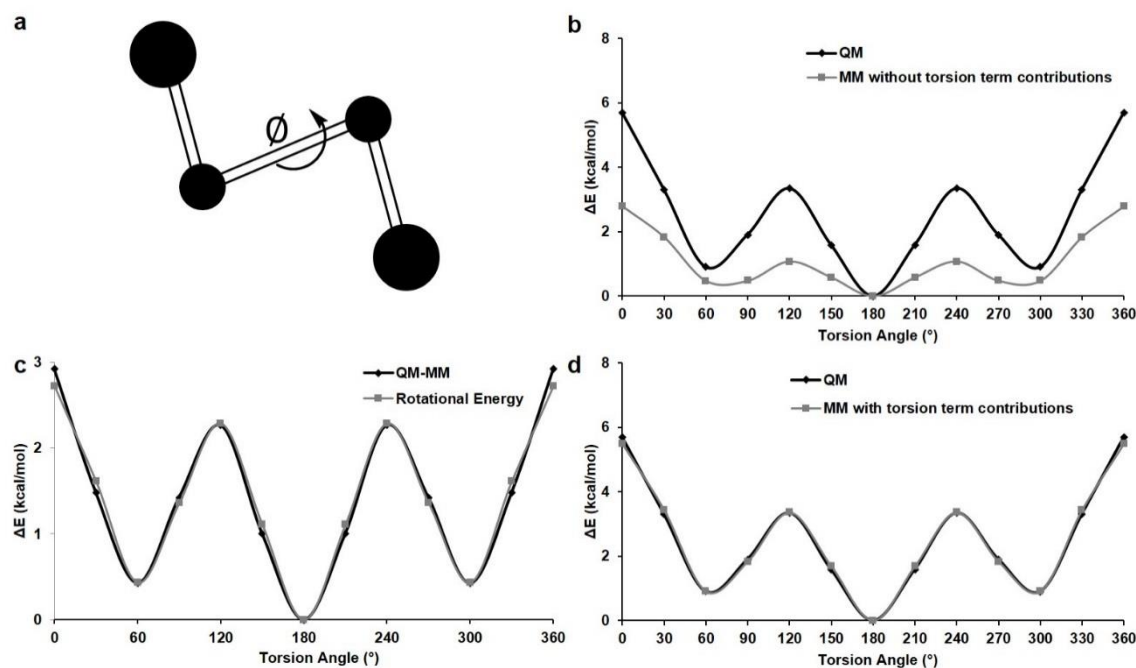 a
Ø
b
8
6
4
2
0
ΔE (kcal/mol)
QM
MM without torsion term contributions
0 30 60 90 120 150 180 210 240 270 300 330 360
Torsion Angle (°)
c
3
2
1
0
ΔE (kcal/mol)
QM-MM
Rotational Energy
0 60 120 180 240 300 360
Torsion Angle (°)
d
8
6
4
2
0
ΔE (kcal/mol)
QM
MM with torsion term contributions
0 30 60 90 120 150 180 210 240 270 300 330 360
Torsion Angle (°)